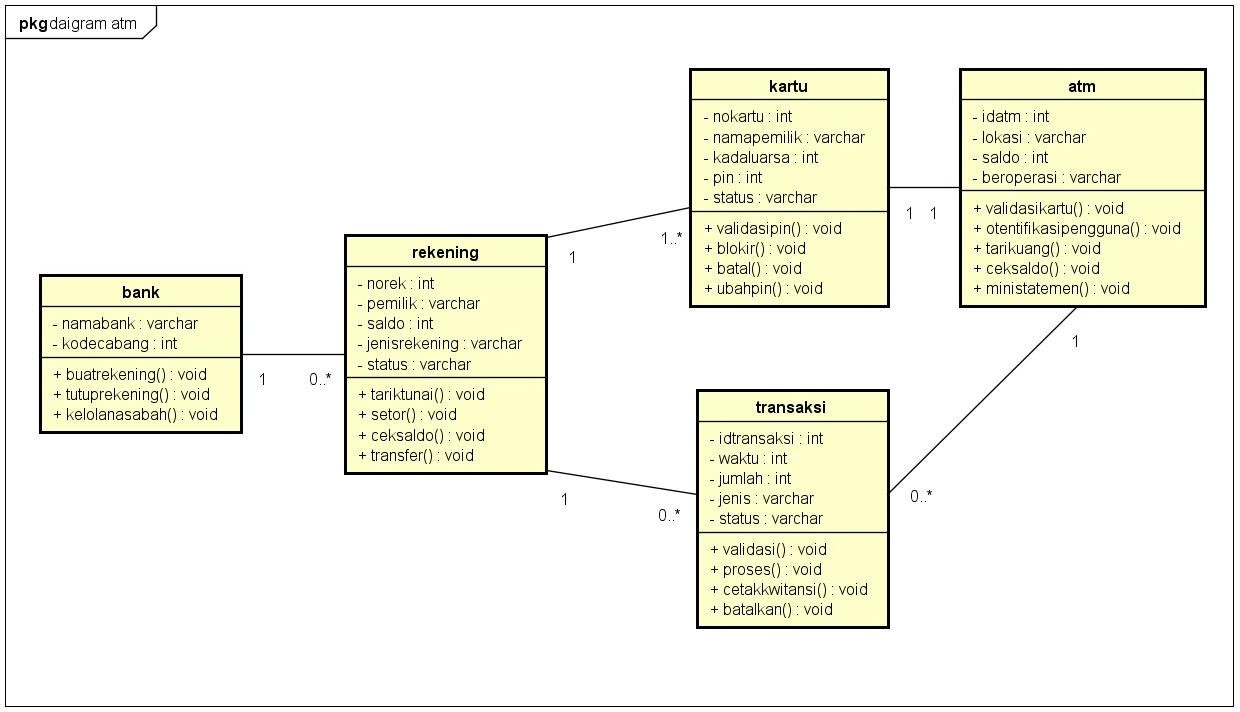 pkg daigram atm
kartu
- nokartu : int
- namapemilik : varchar
- kadaluarsa : int
- pin : int
- status : varchar
+ validasipin() : void
+ blokir() : void
+ batal() : void
+ ubahpin() : void
atm
- idatm : int
- lokasi : varchar
- saldo : int
- beroperasi : varchar
+ validasikartu() : void
+ otentifikasipengguna() : void
+ tarikuang() : void
+ ceksaldo() : void
+ ministatemen() : void
1 1
rekening
- norek : int
- pemilik : varchar
- saldo : int
- jenisrekening : varchar
- status : varchar
+ tariktunai() : void
+ setor() : void
+ ceksaldo() : void
+ transfer() : void
1
1..*
bank
- namabank : varchar
- kodecabang : int
+ buatrekening() : void
+ tutuprekening() : void
+ kelolanasabah() : void
1
0..*
transaksi
- idtransaksi : int
- waktu : int
- jumlah : int
- jenis : varchar
- status : varchar
+ validasi() : void
+ proses() : void
+ cetakkwitansi() : void
+ batalkan() : void
1
0..*
1
0..*